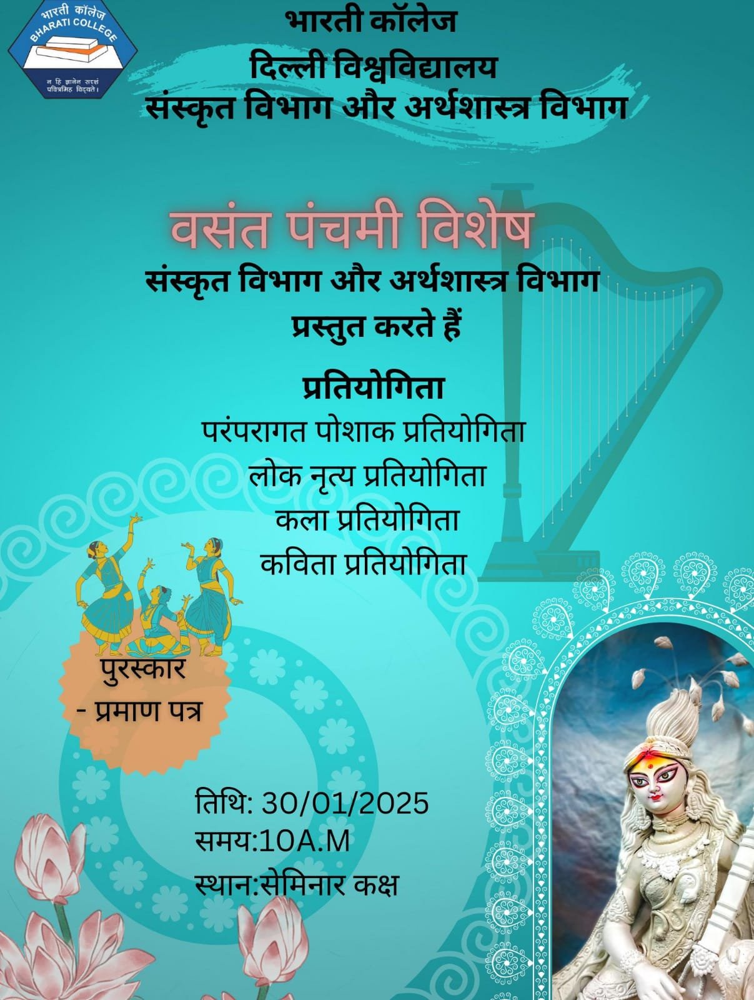 भारती कॉलेज
BHARATI COLLEGE
न हि ज्ञानेन सदृशं
पवित्रमिह विद्यते।
भारती कॉलेज
दिल्ली विश्वविद्यालय
संस्कृत विभाग और अर्थशास्त्र विभाग
वसंत पंचमी विशेष
संस्कृत विभाग और अर्थशास्त्र विभाग
प्रस्तुत करते हैं
प्रतियोगिता
परंपरागत पोशाक प्रतियोगिता
लोक नृत्य प्रतियोगिता
कला प्रतियोगिता
कविता प्रतियोगिता
पुरस्कार
- प्रमाण पत्र
तिथि: 30/01/2025
समय:10A.M
स्थान:सेमिनार कक्ष